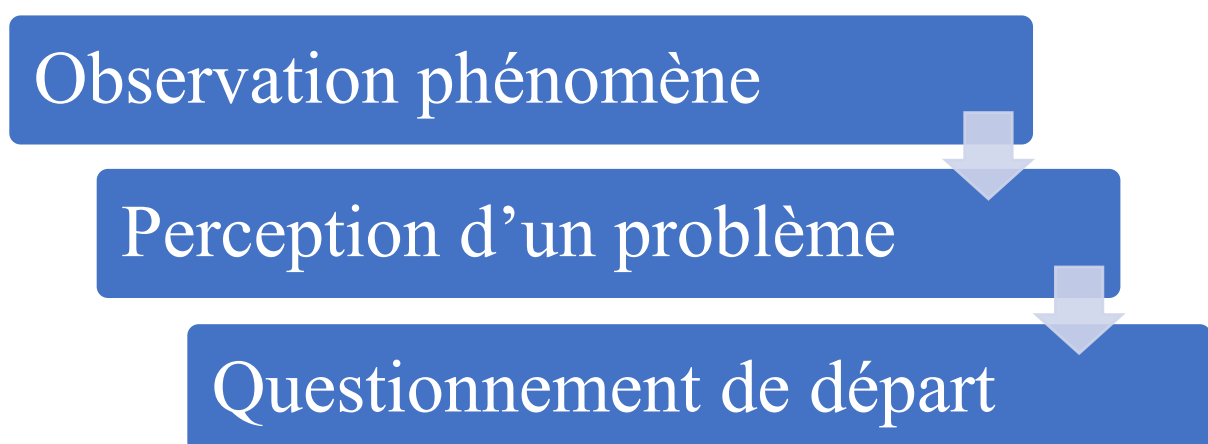 Observation phénomène
Perception d’un problème
Questionnement de départ